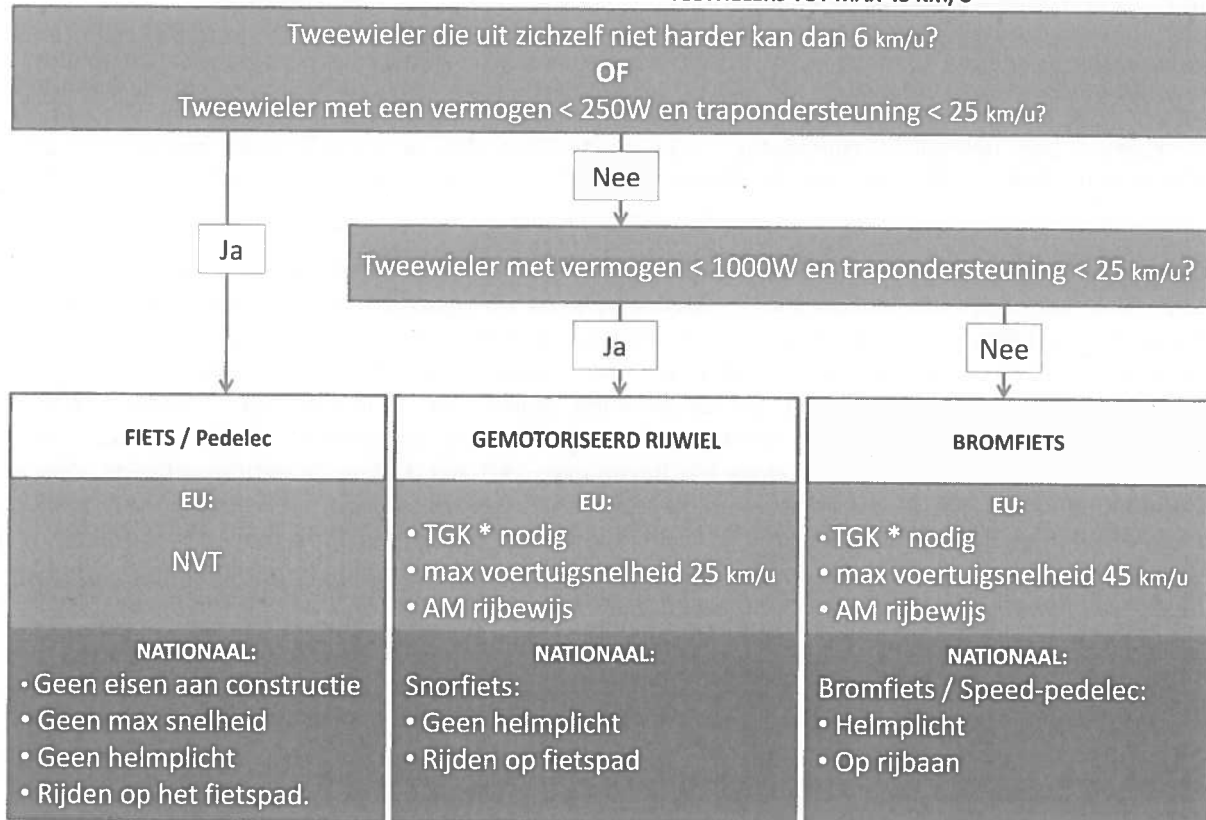 Tweewieler die uit zichzelf niet harder kan dan 6 km/u?
OF
Tweewieler met een vermogen < 250W en trapondersteuning < 25 km/u?
Nee
Ja
Tweewieler met vermogen < 1000W en trapondersteuning < 25 km/u?
Ja
Nee
FIETS / Pedelec
EU:
NVT
NATIONAAL:
• Geen eisen aan constructie
• Geen max snelheid
• Geen helmplicht
• Rijden op het fietspad.
GEMOTORISEERD RIJWIEL
EU:
• TGK * nodig
• max voertuigsnelheid 25 km/u
• AM rijbewijs
NATIONAAL:
Snorfiets:
• Geen helmplicht
• Rijden op fietspad
BROMFIETS
EU:
• TGK * nodig
• max voertuigsnelheid 45 km/u
• AM rijbewijs
NATIONAAL:
Bromfiets / Speed-pedelec:
• Helmplicht
• Op rijbaan